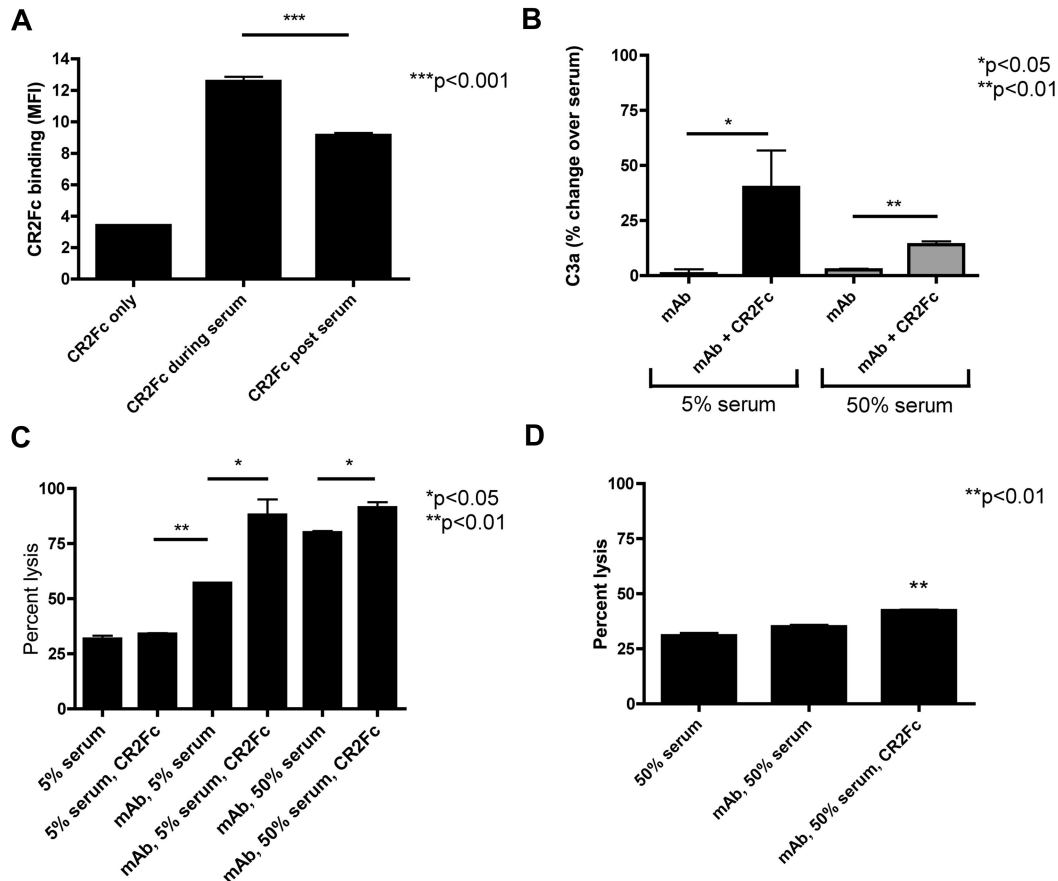 A
***
***p<0.001
CR2Fc binding (MFI)
14
12
10
8
6
4
2
0
CR2Fc only
CR2Fc during serum
CR2Fc post serum
B
*p<0.05
**p<0.01
C3a (% change over serum)
100
75
50
25
0
*
**
mAb
mAb + CR2Fc
mAb
mAb + CR2Fc
5% serum
50% serum
C
*p<0.05
**p<0.01
Percent lysis
100
75
50
25
0
**
*
*
5% serum
5% serum, CR2Fc
mAb, 5% serum
mAb, 5% serum, CR2Fc
mAb, 50% serum
mAb, 50% serum, CR2Fc
D
**p<0.01
Percent lysis
100
75
50
25
0
**
50% serum
mAb, 50% serum
mAb, 50% serum, CR2Fc